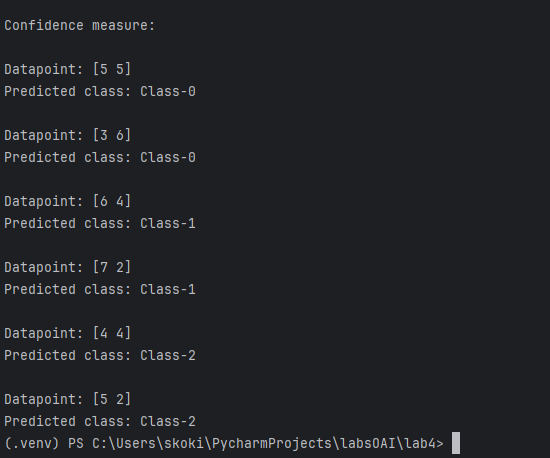 Confidence measure:
Datapoint: [5 5]
Predicted class: Class-0
Datapoint: [3 6]
Predicted class: Class-0
Datapoint: [6 4]
Predicted class: Class-1
Datapoint: [7 2]
Predicted class: Class-1
Datapoint: [4 4]
Predicted class: Class-2
Datapoint: [5 2]
Predicted class: Class-2
(.venv) PS C:\Users\skoki\PycharmProjects\labsOAI\lab4>